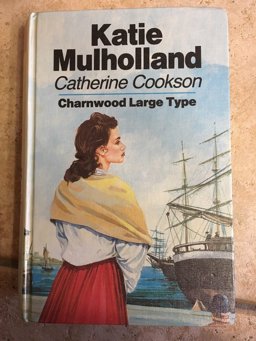 Katie
Mulholland
Catherine Cookson
Charnwood Large Type